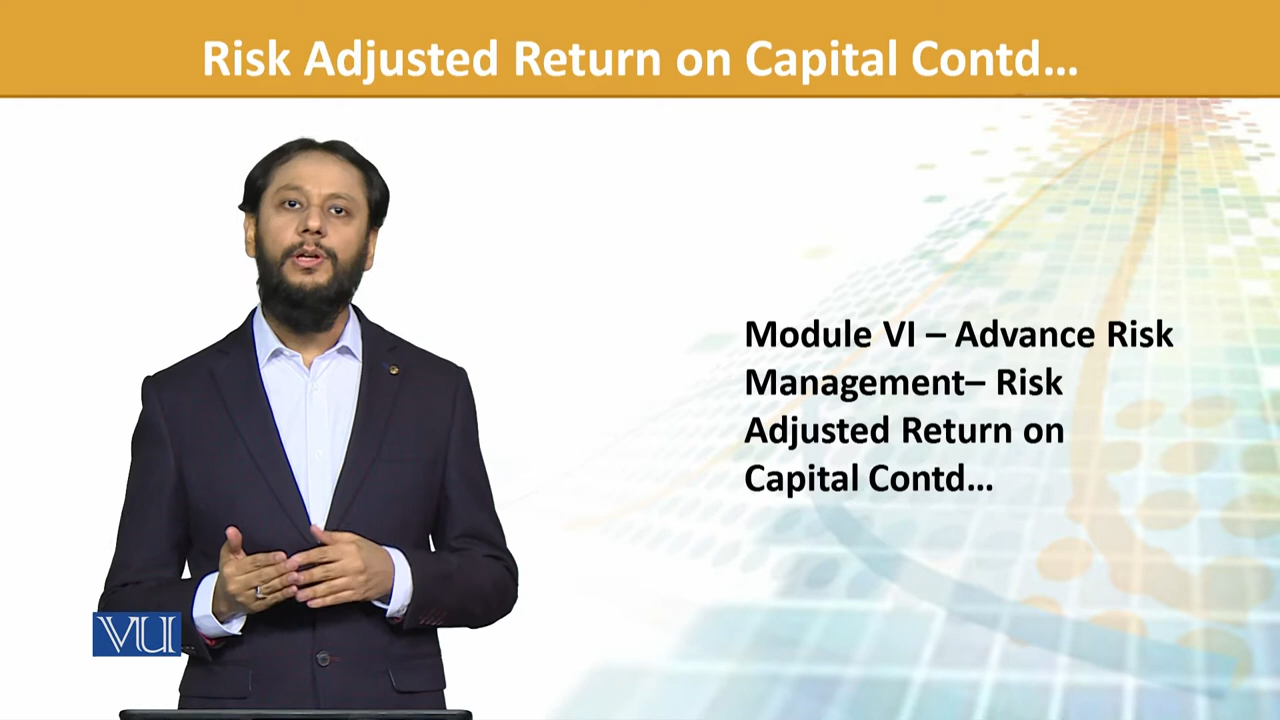 Risk Adjusted Return on Capital Contd...
Module VI – Advance Risk
Management– Risk
Adjusted Return on
Capital Contd...
VU